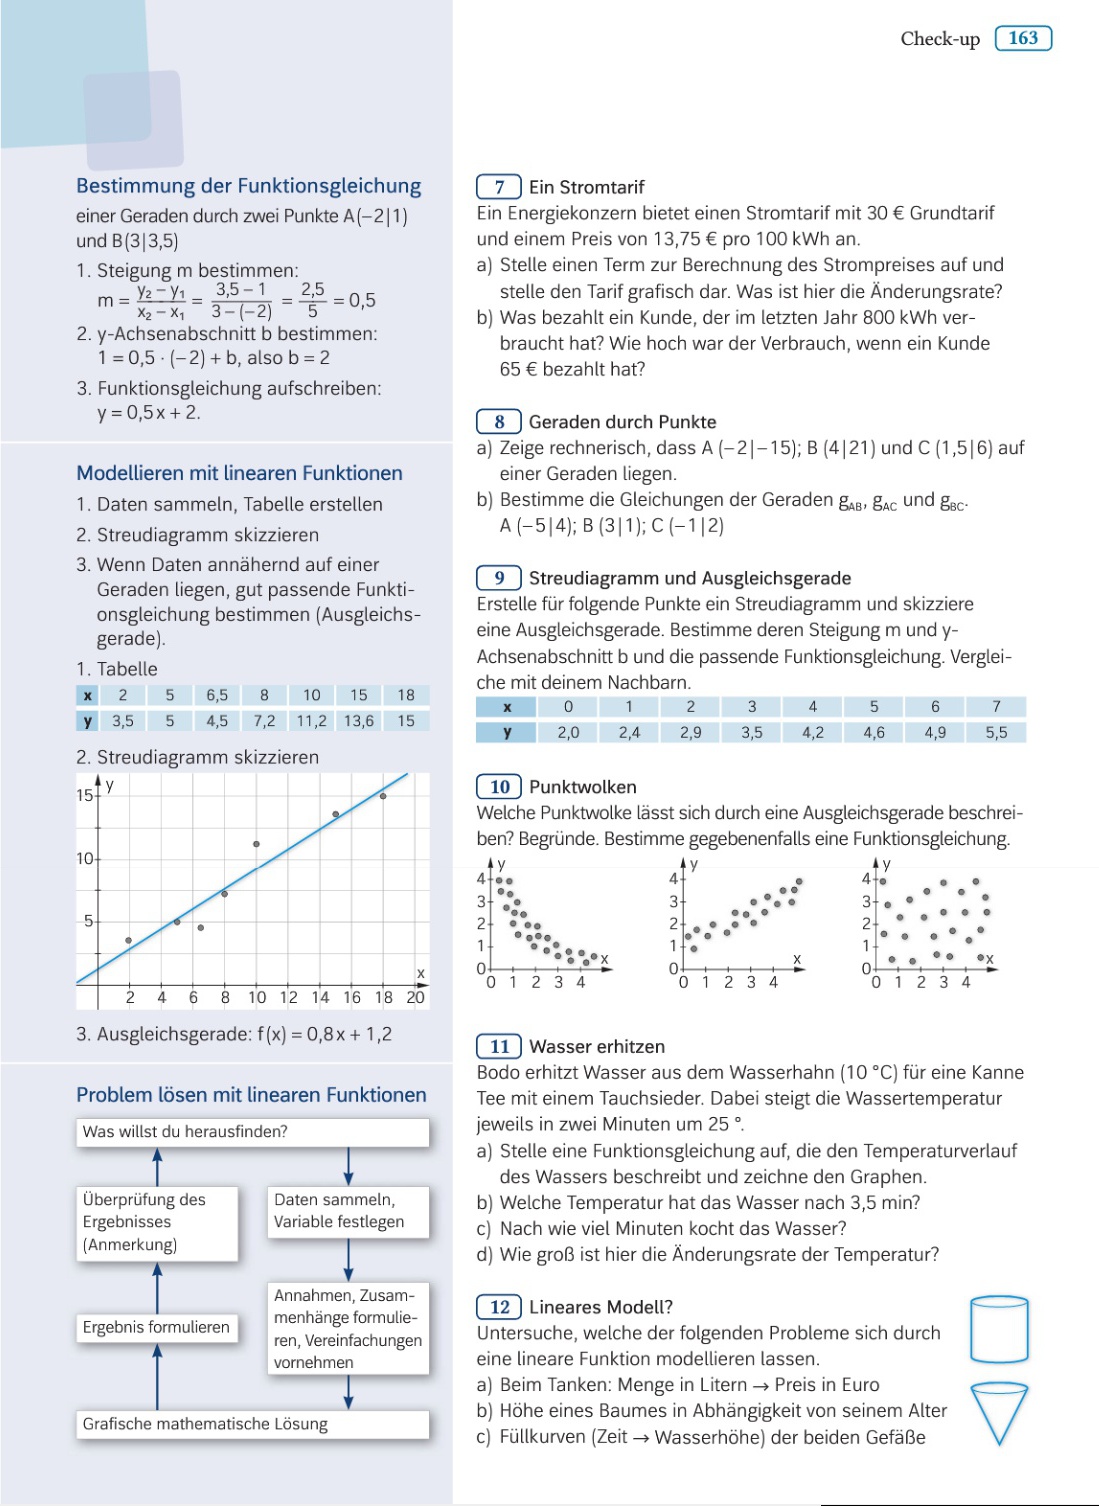 Check-up 163
Bestimmung der Funktionsgleichung
einer Geraden durch zwei Punkte A(−2|1)
und B(3|3,5)
1. Steigung m bestimmen:
m = (y₂ − y₁)/(x₂ − x₁) = (3,5 − 1)/(3 − (−2)) = 2,5/5 = 0,5
2. y-Achsenabschnitt b bestimmen:
1 = 0,5 · (−2) + b, also b = 2
3. Funktionsgleichung aufschreiben:
y = 0,5x + 2.
Modellieren mit linearen Funktionen
1. Daten sammeln, Tabelle erstellen
2. Streudiagramm skizzieren
3. Wenn Daten annähernd auf einer
Geraden liegen, gut passende Funkti-
onsgleichung bestimmen (Ausgleichs-
gerade).
1. Tabelle
x 2 5 6,5 8 10 15 18
y 3,5 5 4,5 7,2 11,2 13,6 15
2. Streudiagramm skizzieren
y
15
10
5
x
2 4 6 8 10 12 14 16 18 20
3. Ausgleichsgerade: f(x) = 0,8x + 1,2
Problem lösen mit linearen Funktionen
Was willst du herausfinden?
Überprüfung des
Ergebnisses
(Anmerkung)
Daten sammeln,
Variable festlegen
Ergebnis formulieren
Annahmen, Zusam-
menhänge formulie-
ren, Vereinfachungen
vornehmen
Grafische mathematische Lösung
7 Ein Stromtarif
Ein Energiekonzern bietet einen Stromtarif mit 30 € Grundtarif
und einem Preis von 13,75 € pro 100 kWh an.
a) Stelle einen Term zur Berechnung des Strompreises auf und
stelle den Tarif grafisch dar. Was ist hier die Änderungsrate?
b) Was bezahlt ein Kunde, der im letzten Jahr 800 kWh ver-
braucht hat? Wie hoch war der Verbrauch, wenn ein Kunde
65 € bezahlt hat?
8 Geraden durch Punkte
a) Zeige rechnerisch, dass A (−2|−15); B (4|21) und C (1,5|6) auf
einer Geraden liegen.
b) Bestimme die Gleichungen der Geraden gAB, gAC und gBC.
A (−5|4); B (3|1); C (−1|2)
9 Streudiagramm und Ausgleichsgerade
Erstelle für folgende Punkte ein Streudiagramm und skizziere
eine Ausgleichsgerade. Bestimme deren Steigung m und y-
Achsenabschnitt b und die passende Funktionsgleichung. Verglei-
che mit deinem Nachbarn.
x 0 1 2 3 4 5 6 7
y 2,0 2,4 2,9 3,5 4,2 4,6 4,9 5,5
10 Punktwolken
Welche Punktwolke lässt sich durch eine Ausgleichsgerade beschrei-
ben? Begründe. Bestimme gegebenenfalls eine Funktionsgleichung.
y
4
3
2
1
0
x
0 1 2 3 4
y
4
3
2
1
0
x
0 1 2 3 4
y
4
3
2
1
0
x
0 1 2 3 4
11 Wasser erhitzen
Bodo erhitzt Wasser aus dem Wasserhahn (10 °C) für eine Kanne
Tee mit einem Tauchsieder. Dabei steigt die Wassertemperatur
jeweils in zwei Minuten um 25 °.
a) Stelle eine Funktionsgleichung auf, die den Temperaturverlauf
des Wassers beschreibt und zeichne den Graphen.
b) Welche Temperatur hat das Wasser nach 3,5 min?
c) Nach wie viel Minuten kocht das Wasser?
d) Wie groß ist hier die Änderungsrate der Temperatur?
12 Lineares Modell?
Untersuche, welche der folgenden Probleme sich durch
eine lineare Funktion modellieren lassen.
a) Beim Tanken: Menge in Litern → Preis in Euro
b) Höhe eines Baumes in Abhängigkeit von seinem Alter
c) Füllkurven (Zeit → Wasserhöhe) der beiden Gefäße